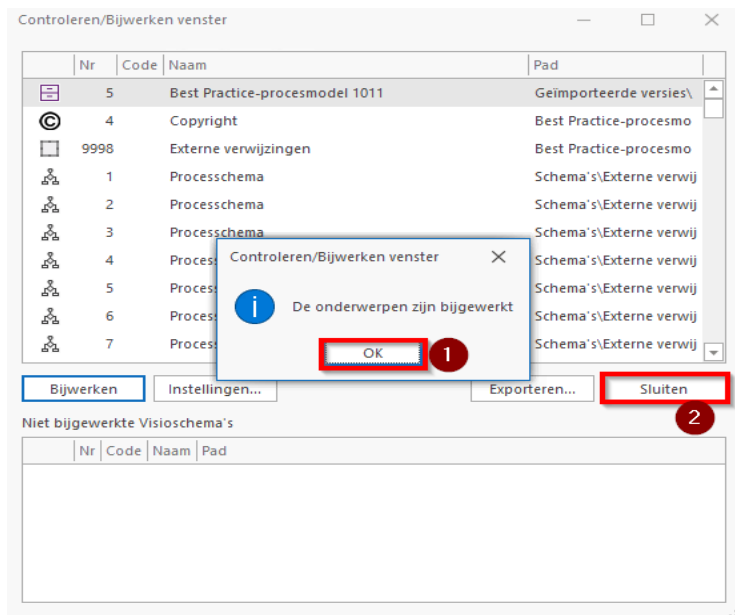 Controleren/Bijwerken venster
Nr Code Naam Pad
5 Best Practice-procesmodel 1011 Geïmporteerde versies\
© 4 Copyright Best Practice-procesmo
9998 Externe verwijzingen Best Practice-procesmo
1 Processchema Schema's\Externe verwij
2 Processchema Schema's\Externe verwij
3 Processchema Schema's\Externe verwij
4 Process Schema's\Externe verwij
5 Process Schema's\Externe verwij
6 Process Schema's\Externe verwij
7 Process Schema's\Externe verwij
Controleren/Bijwerken venster
i De onderwerpen zijn bijgewerkt
OK 1
Bijwerken Instellingen... Exporteren... Sluiten
2
Niet bijgewerkte Visioschema's
Nr Code Naam Pad